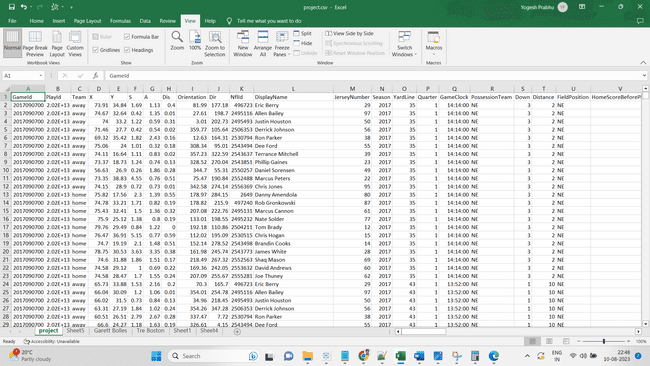 project.csv - Excel
Yogesh Prabhu YP
File Home Insert Page Layout Formulas Data Review View Help Tell me what you want to do
Normal Page Break Preview Page Layout Custom Views
Ruler Formula Bar
Gridlines Headings
Zoom 100% Zoom to Selection
New Window Arrange All Freeze Panes
Split
Hide
Unhide
View Side by Side
Synchronous Scrolling
Reset Window Position
Switch Windows
Macros
Workbook Views Show Zoom Window Macros
A1 GameId
A B C D E F G H I J K L M N O P Q R S T U V
1 GameId PlayId Team X Y S A Dis Orientation Dir NflId DisplayName JerseyNumber Season YardLine Quarter GameClock PossessionTeam Down Distance FieldPosition HomeScoreBeforePl
2 2017090700 2.02E+13 away 73.91 34.84 1.69 1.13 0.4 81.99 177.18 496723 Eric Berry 29 2017 35 1 14:14:00 NE 3 2 NE
3 2017090700 2.02E+13 away 74.67 32.64 0.42 1.35 0.01 27.61 198.7 2495116 Allen Bailey 97 2017 35 1 14:14:00 NE 3 2 NE
4 2017090700 2.02E+13 away 74 33.2 1.22 0.59 0.31 3.01 202.73 2495493 Justin Houston 50 2017 35 1 14:14:00 NE 3 2 NE
5 2017090700 2.02E+13 away 71.46 27.7 0.42 0.54 0.02 359.77 105.64 2506353 Derrick Johnson 56 2017 35 1 14:14:00 NE 3 2 NE
6 2017090700 2.02E+13 away 69.32 35.42 1.82 2.43 0.16 12.63 164.31 2530794 Ron Parker 38 2017 35 1 14:14:00 NE 3 2 NE
7 2017090700 2.02E+13 away 75.06 24 1.01 0.32 0.18 308.34 95.01 2543494 Dee Ford 55 2017 35 1 14:14:00 NE 3 2 NE
8 2017090700 2.02E+13 away 74.11 16.64 1.11 0.83 0.02 357.23 322.59 2543637 Terrance Mitchell 39 2017 35 1 14:14:00 NE 3 2 NE
9 2017090700 2.02E+13 away 73.37 18.73 1.24 0.74 0.13 328.52 270.04 2543851 Phillip Gaines 23 2017 35 1 14:14:00 NE 3 2 NE
10 2017090700 2.02E+13 away 56.63 26.9 0.26 1.86 0.28 344.7 55.31 2550257 Daniel Sorensen 49 2017 35 1 14:14:00 NE 3 2 NE
11 2017090700 2.02E+13 away 73.35 38.83 4.55 0.76 0.51 75.47 190.84 2552488 Marcus Peters 22 2017 35 1 14:14:00 NE 3 2 NE
12 2017090700 2.02E+13 away 74.15 28.9 0.72 0.73 0.01 342.58 274.14 2556369 Chris Jones 95 2017 35 1 14:14:00 NE 3 2 NE
13 2017090700 2.02E+13 home 75.82 17.56 2.3 1.39 0.55 178.97 284.15 2649 Danny Amendola 80 2017 35 1 14:14:00 NE 3 2 NE
14 2017090700 2.02E+13 home 74.78 33.21 1.71 0.82 0.19 178.82 215.9 497240 Rob Gronkowski 87 2017 35 1 14:14:00 NE 3 2 NE
15 2017090700 2.02E+13 home 75.43 32.41 1.5 1.36 0.32 207.08 222.76 2495131 Marcus Cannon 61 2017 35 1 14:14:00 NE 3 2 NE
16 2017090700 2.02E+13 home 75.9 25.12 1.38 0.8 0.19 133.01 198.55 2495232 Nate Solder 77 2017 35 1 14:14:00 NE 3 2 NE
17 2017090700 2.02E+13 home 79.76 29.49 0.84 1.22 0 192.18 110.86 2504211 Tom Brady 12 2017 35 1 14:14:00 NE 3 2 NE
18 2017090700 2.02E+13 home 76.47 36.91 5.15 0.77 0.59 112.02 195.09 2530515 Chris Hogan 15 2017 35 1 14:14:00 NE 3 2 NE
19 2017090700 2.02E+13 home 74.7 19.19 2.1 1.48 0.51 152.14 278.52 2543498 Brandin Cooks 14 2017 35 1 14:14:00 NE 3 2 NE
20 2017090700 2.02E+13 home 78.75 30.53 3.63 3.35 0.38 161.98 245.74 2543773 James White 28 2017 35 1 14:14:00 NE 3 2 NE
21 2017090700 2.02E+13 home 74.6 31.88 1.86 1.51 0.17 218.49 267.32 2552563 Shaq Mason 69 2017 35 1 14:14:00 NE 3 2 NE
22 2017090700 2.02E+13 home 74.58 29.12 1 0.69 0.22 169.36 242.05 2553632 David Andrews 60 2017 35 1 14:14:00 NE 3 2 NE
23 2017090700 2.02E+13 home 74.58 28.47 1.7 1.55 0.24 207.09 255.67 2555281 Joe Thuney 62 2017 35 1 14:14:00 NE 3 2 NE
24 2017090700 2.02E+13 away 65.73 33.88 1.53 2.16 0.2 70.3 165.7 496723 Eric Berry 29 2017 43 1 13:52:00 NE 1 10 NE
25 2017090700 2.02E+13 away 66.04 30.09 1.2 1.06 0.01 354.01 254.78 2495116 Allen Bailey 97 2017 43 1 13:52:00 NE 1 10 NE
26 2017090700 2.02E+13 away 66.02 31.5 0.73 0.84 0.13 34.96 218.45 2495493 Justin Houston 50 2017 43 1 13:52:00 NE 1 10 NE
27 2017090700 2.02E+13 away 63.31 27.19 1.84 1.02 0.24 354.26 347.28 2506353 Derrick Johnson 56 2017 43 1 13:52:00 NE 1 10 NE
28 2017090700 2.02E+13 away 60.51 26.51 2.79 2.67 0.28 337.47 7.72 2530794 Ron Parker 38 2017 43 1 13:52:00 NE 1 10 NE
29 2017090700 2.02E+13 away 66.6 24.27 1.18 1.63 0.19 326.61 4.15 2543494 Dee Ford 55 2017 43 1 13:52:00 NE 1 10 NE
project Sheet5 Garett Bolles Tre Boston Sheet1 Sheet4
Ready Accessibility: Unavailable 100%
20°C
Partly cloudy
Search
ENG
IN
22:48
10-08-2023